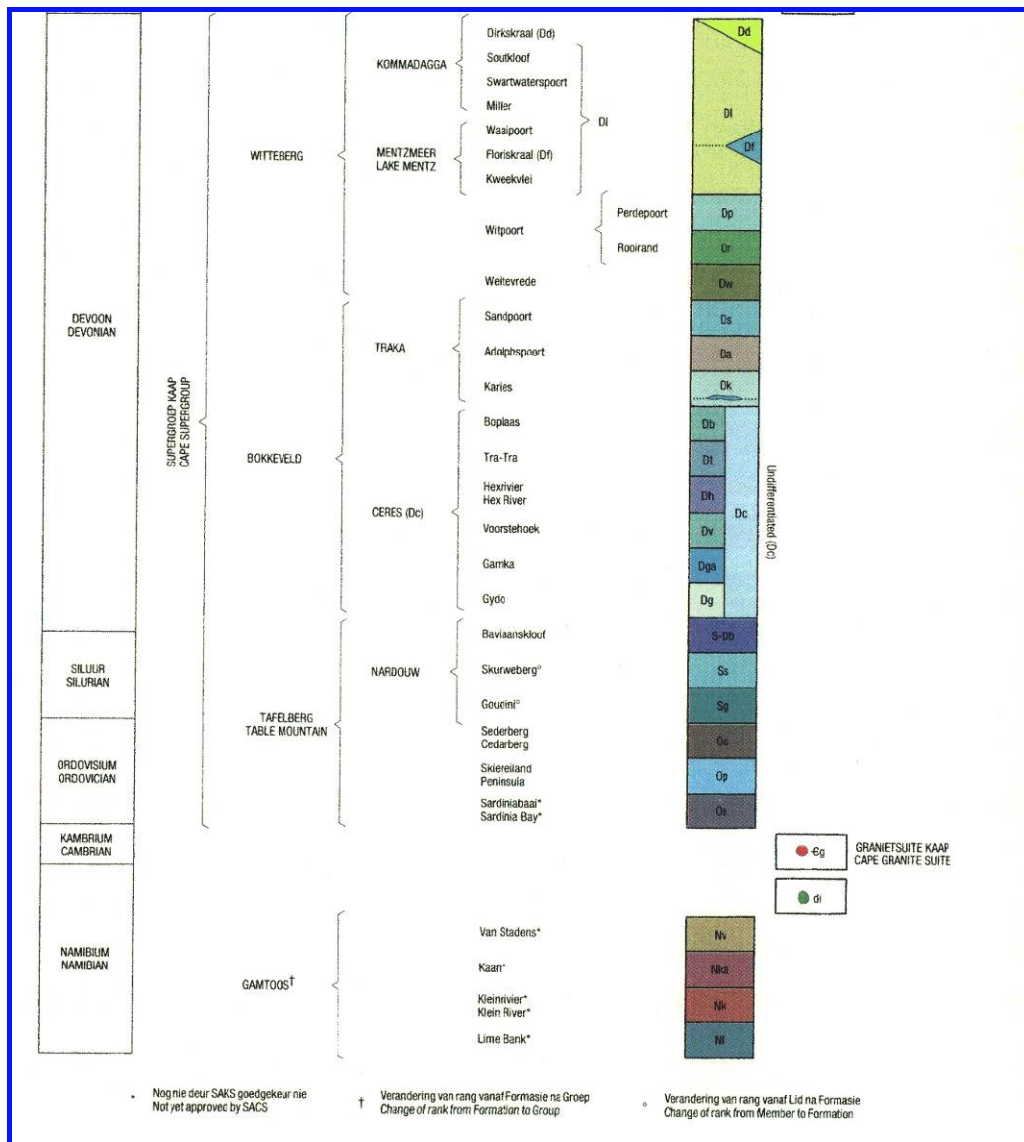 DEVOON
DEVONIAN
SILUUR
SILURIAN
ORDOVISIUM
ORDOVICIAN
KAMBRIUM
CAMBRIAN
NAMIBIUM
NAMIBIAN
SUPERGROEP KAAP
CAPE SUPERGROUP
WITTEBERG
BOKKEVELD
TAFELBERG
TABLE MOUNTAIN
GAMTOOS†
KOMMADAGGA
MENTZMEER
LAKE MENTZ
TRAKA
CERES (Dc)
NARDOUW
Dirkskraal (Dd)
Soutkloof
Swartwaterspoort
Miller
Waaipoort
Floriskraal (Df)
Kweekvlei
Dl
Witpoort
Perdepoort
Rooirand
Weltevrede
Sandpoort
Adolphspoort
Karies
Boplaas
Tra-Tra
Hexrivier
Hex River
Voorstehoek
Gamka
Gydo
Baviaanskloof
Skurweberg°
Goudini°
Sederberg
Cedarberg
Skiereiland
Peninsula
Sardiniabaai*
Sardinia Bay*
Van Stadens*
Kaan*
Kleinrivier*
Klein River*
Lime Bank*
Dd
Dl
Df
Dp
Dr
Dw
Ds
Da
Dk
Db
Dt
Dh
Dv
Dga
Dg
Dc
Undifferentiated (Dc)
S-Db
Ss
Sg
Oc
Op
Os
Єg
GRANIETSUITE KAAP
CAPE GRANITE SUITE
di
Nv
Nka
Nk
Nl
* Nog nie deur SAKS goedgekeur nie
Not yet approved by SACS
† Verandering van rang vanaf Formasie na Groep
Change of rank from Formation to Group
° Verandering van rang vanaf Lid na Formasie
Change of rank from Member to Formation